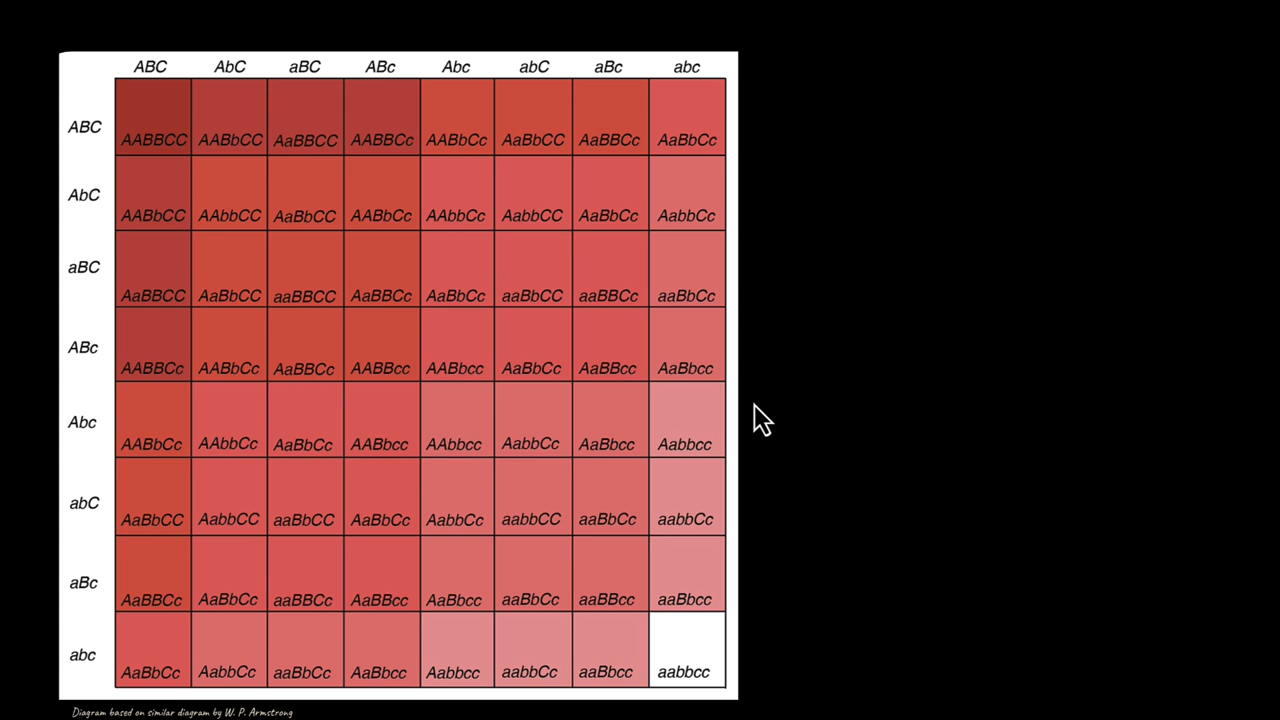 ABC AbC aBC ABc Abc abC aBc abc
ABC AABBCC AABbCC AaBBCC AABBCc AABbCc AaBbCC AaBBCc AaBbCc
AbC AABbCC AAbbCC AaBbCC AABbCc AAbbCc AabbCC AaBbCc AabbCc
aBC AaBBCC AaBbCC aaBBCC AaBBCc AaBbCc aaBbCC aaBBCc aaBbCc
ABc AABBCc AABbCc AaBBCc AABBcc AABbcc AaBbCc AaBBcc AaBbcc
Abc AABbCc AAbbCc AaBbCc AABbcc AAbbcc AabbCc AaBbcc Aabbcc
abC AaBbCC AabbCC aaBbCC AaBbCc AabbCc aabbCC aaBbCc aabbCc
aBc AaBBCc AaBbCc aaBBCc AaBBcc AaBbcc aaBbCc aaBBcc aaBbcc
abc AaBbCc AabbCc aaBbCc AaBbcc Aabbcc aabbCc aaBbcc aabbcc
Diagram based on similar diagram by W. P. Armstrong